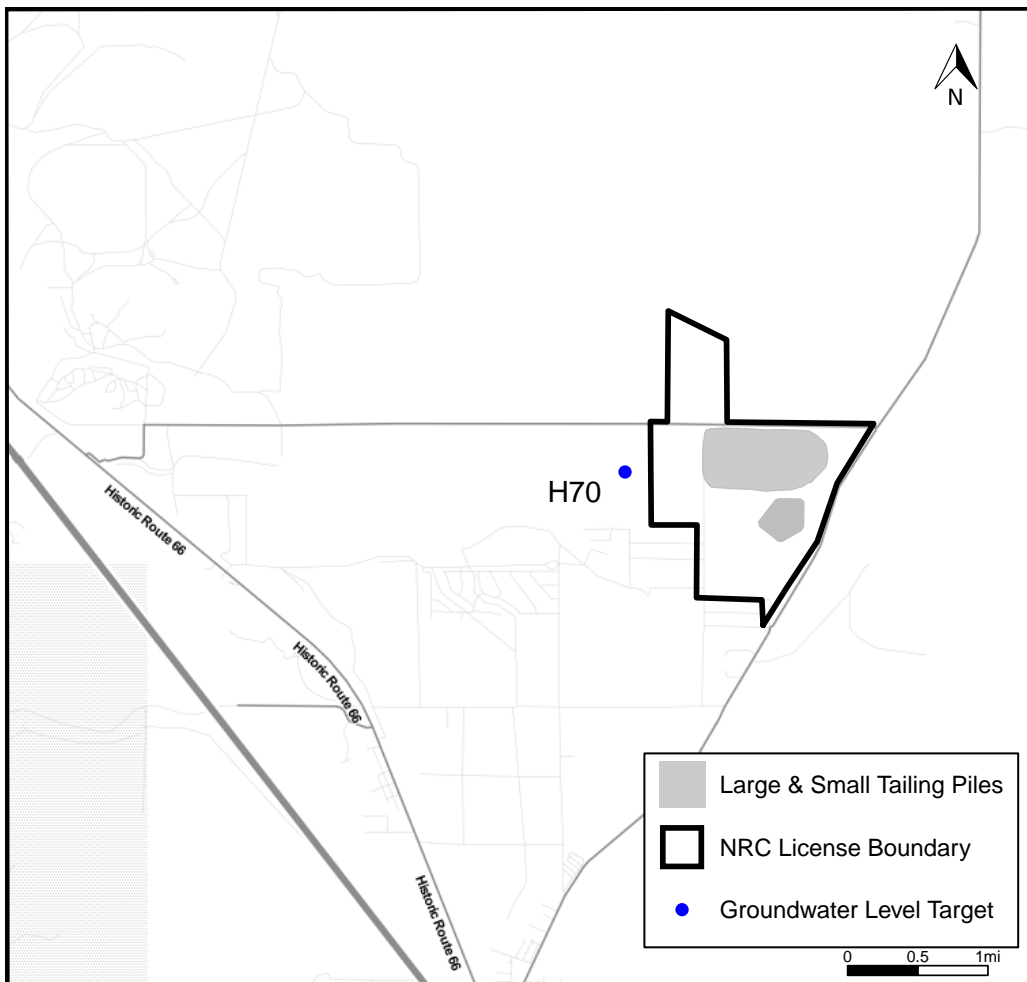 N
H70
Historic Route 66
Historic Route 66
Historic Route 66
Large & Small Tailing Piles
NRC License Boundary
Groundwater Level Target
0 0.5 1mi